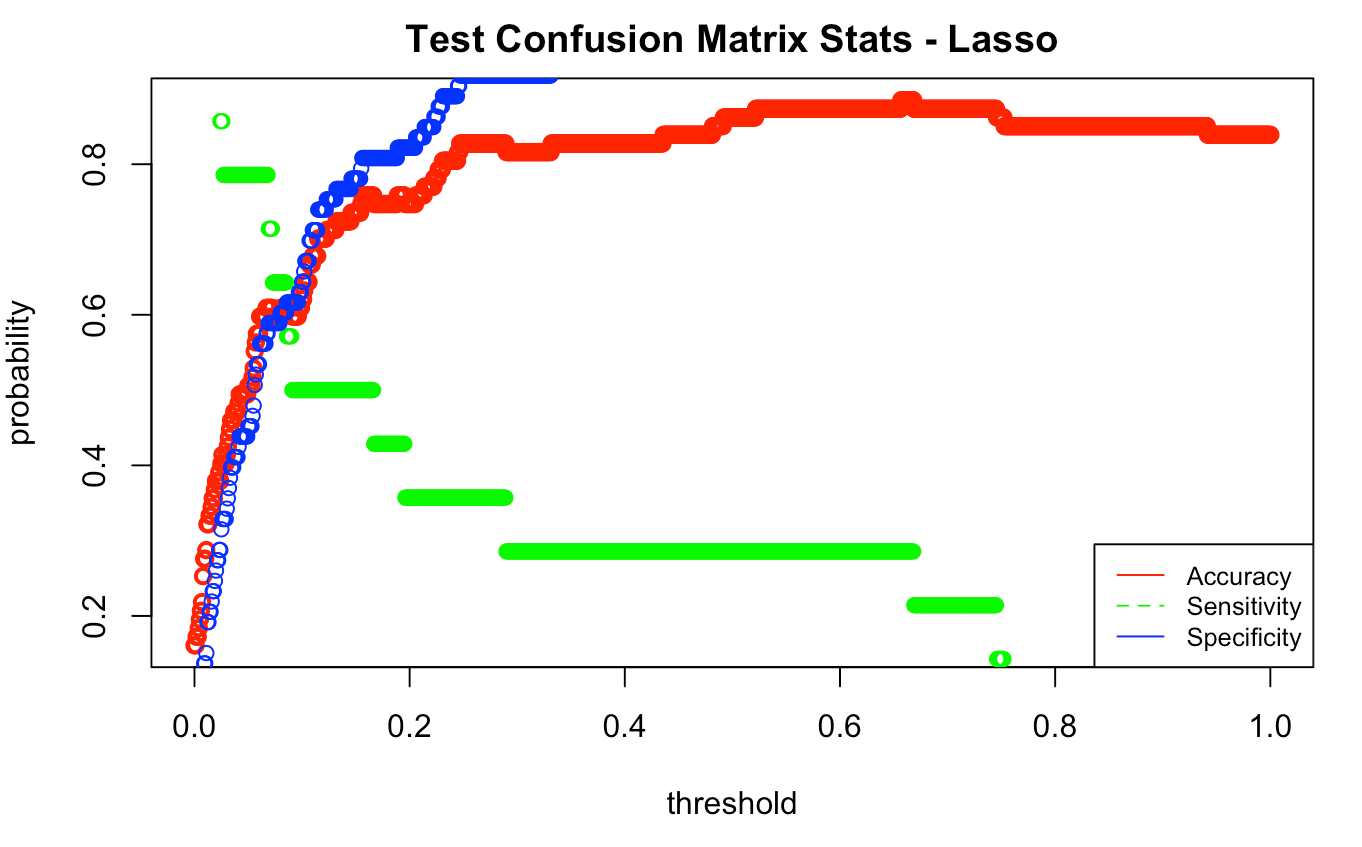 Test Confusion Matrix Stats - Lasso
probability
0.8
0.6
0.4
0.2
Accuracy
Sensitivity
Specificity
0.0 0.2 0.4 0.6 0.8 1.0
threshold